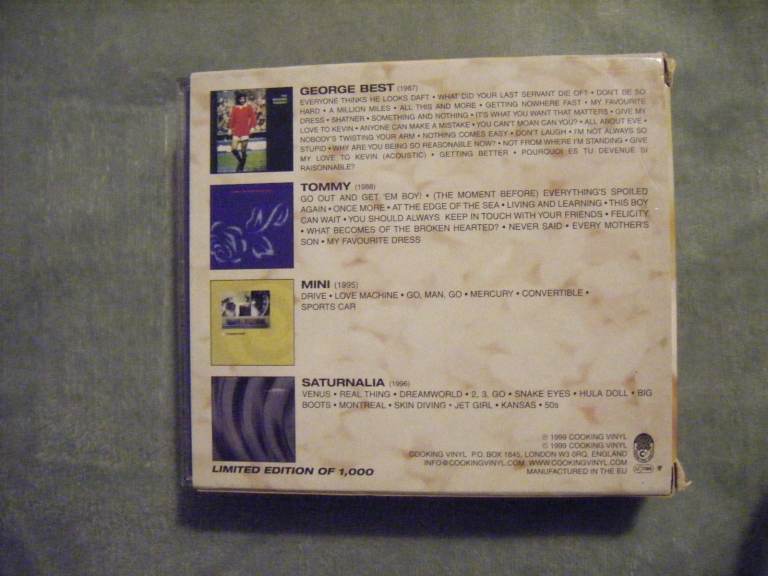 GEORGE BEST (1987)
EVERYONE THINKS HE LOOKS DAFT • WHAT DID YOUR LAST SERVANT DIE OF? • DON'T BE SO
HARD • A MILLION MILES • ALL THIS AND MORE • GETTING NOWHERE FAST • MY FAVOURITE
DRESS • SHATNER • SOMETHING AND NOTHING • IT'S WHAT YOU WANT THAT MATTERS • GIVE MY
LOVE TO KEVIN • ANYONE CAN MAKE A MISTAKE • YOU CAN'T MOAN CAN YOU? • ALL ABOUT EVE •
NOBODY'S TWISTING YOUR ARM • NOTHING COMES EASY • DON'T LAUGH • I'M NOT ALWAYS SO
STUPID • WHY ARE YOU BEING SO REASONABLE NOW? • NOT FROM WHERE I'M STANDING • GIVE
MY LOVE TO KEVIN (ACOUSTIC) • GETTING BETTER • POURQUOI ES TU DEVENUE SI
RAISONNABLE?
TOMMY (1988)
GO OUT AND GET 'EM BOY! • (THE MOMENT BEFORE) EVERYTHING'S SPOILED
AGAIN • ONCE MORE • AT THE EDGE OF THE SEA • LIVING AND LEARNING • THIS BOY
CAN WAIT • YOU SHOULD ALWAYS KEEP IN TOUCH WITH YOUR FRIENDS • FELICITY
• WHAT BECOMES OF THE BROKEN HEARTED? • NEVER SAID • EVERY MOTHER'S
SON • MY FAVOURITE DRESS
MINI (1995)
DRIVE • LOVE MACHINE • GO, MAN, GO • MERCURY • CONVERTIBLE •
SPORTS CAR
SATURNALIA (1996)
VENUS • REAL THING • DREAMWORLD • 2, 3, GO • SNAKE EYES • HULA DOLL • BIG
BOOTS • MONTREAL • SKIN DIVING • JET GIRL • KANSAS • 50s
℗ 1999 COOKING VINYL
© 1999 COOKING VINYL
COOKING VINYL P.O. BOX 1845, LONDON W3 0RQ, ENGLAND
INFO@COOKINGVINYL.COM WWW.COOKINGVINYL.COM
MANUFACTURED IN THE EU
LIMITED EDITION OF 1,000